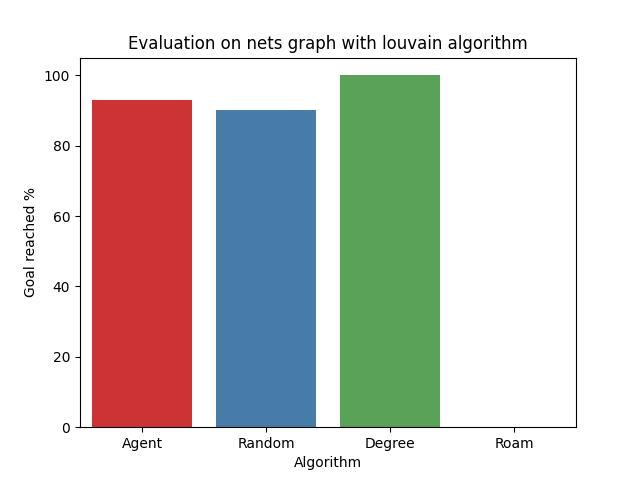 Evaluation on nets graph with louvain algorithm
Goal reached %
100
80
60
40
20
0
Agent Random Degree Roam
Algorithm